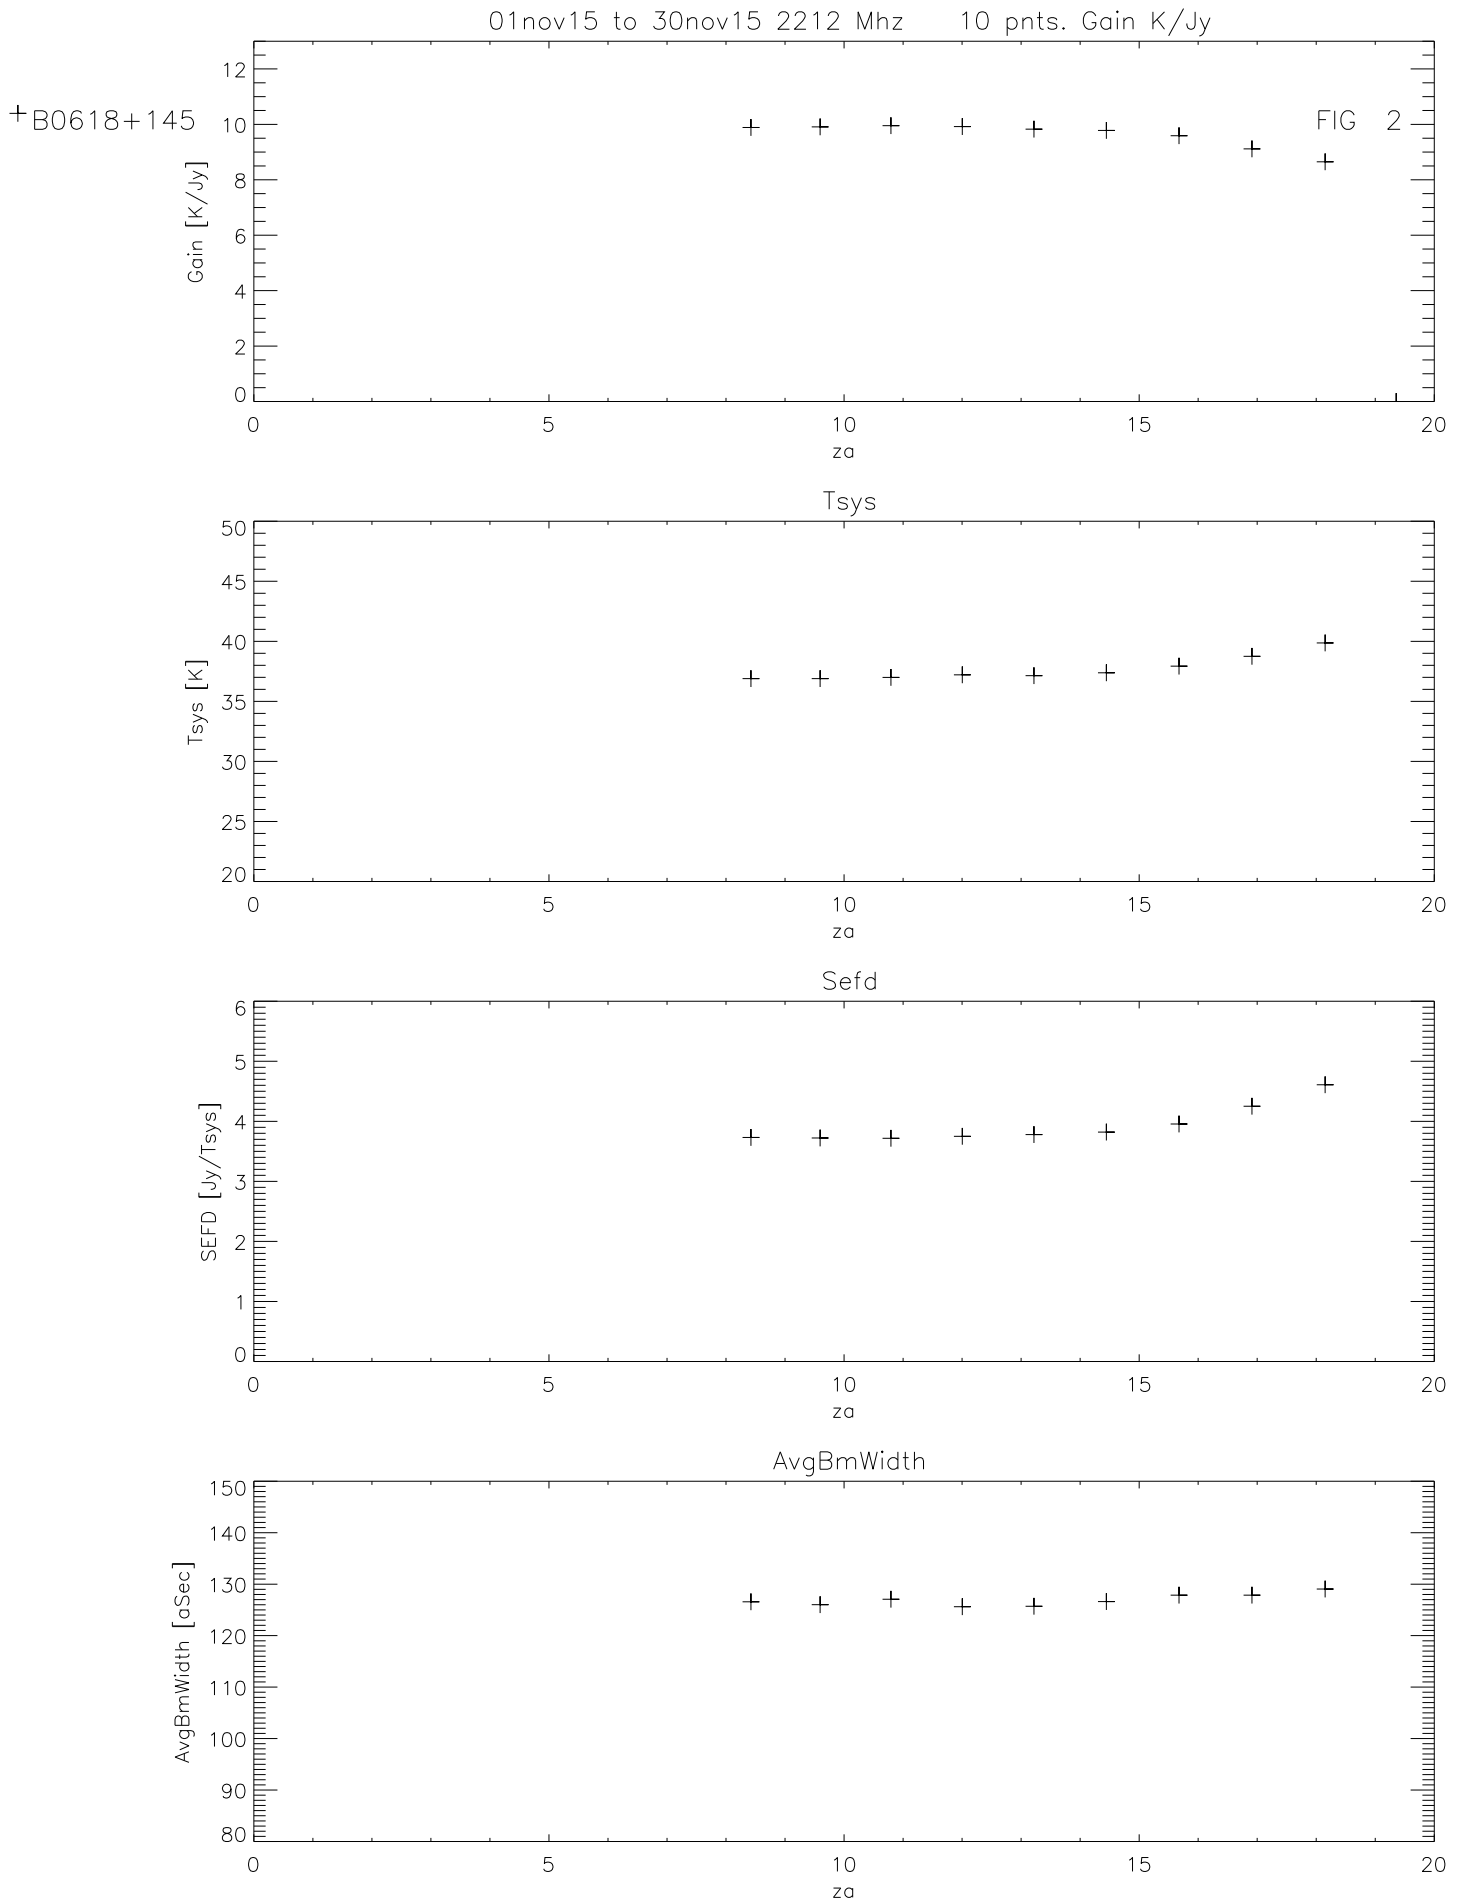 01nov15 to 30nov15 2212 Mhz 10 pnts. Gain K/Jy
+B0618+145
FIG 2
Gain [K/Jy]
12
10
8
6
4
2
0
0 5 10 15 20
za
Tsys
Tsys [K]
50
45
40
35
30
25
20
0 5 10 15 20
za
Sefd
SEFD [Jy/Tsys]
6
5
4
3
2
1
0
0 5 10 15 20
za
AvgBmWidth
AvgBmWidth [aSec]
150
140
130
120
110
100
90
80
0 5 10 15 20
za